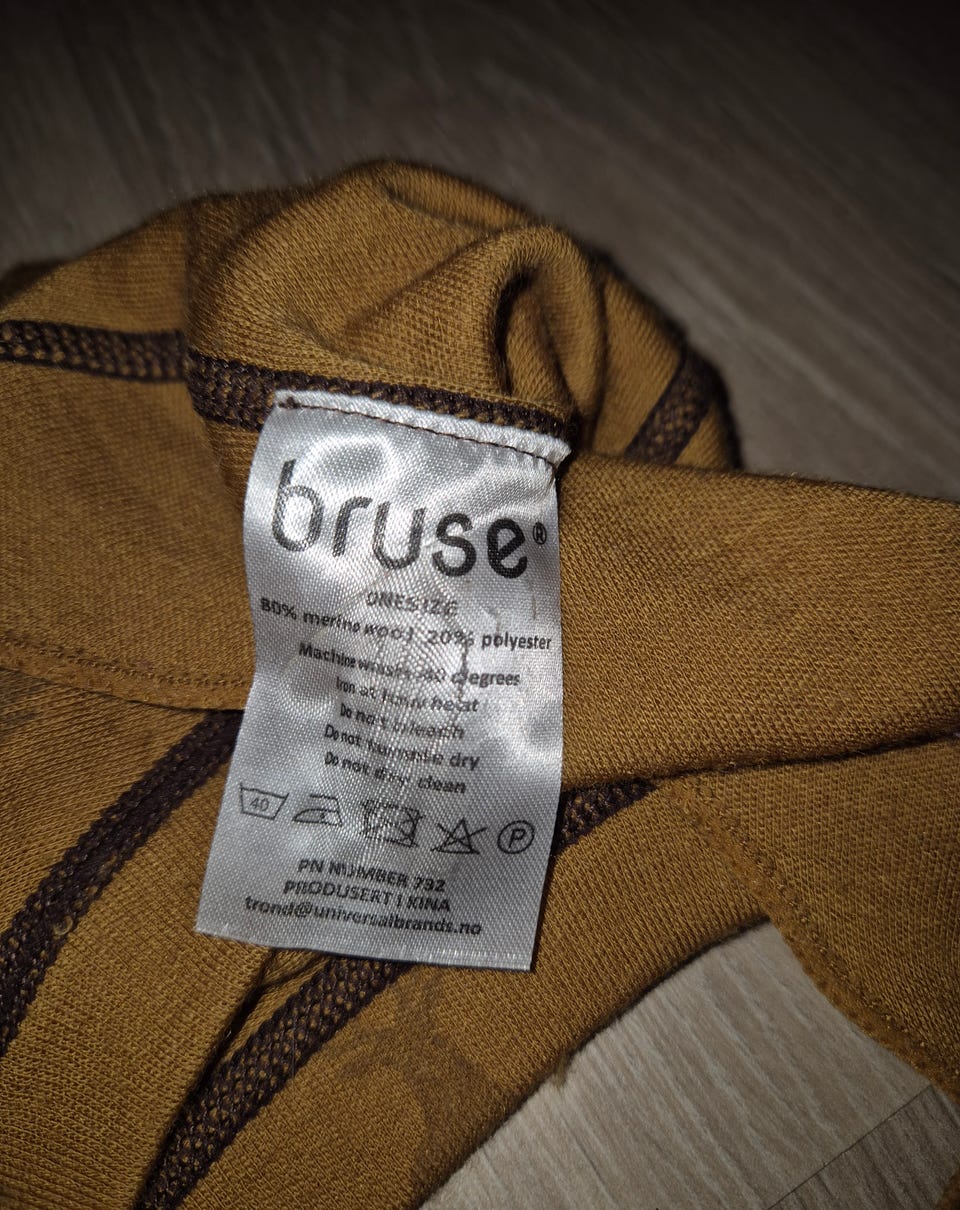 bruse®
ONESIZE
80% merino wool 20% polyester
Machine wash 40 degrees
Iron at low heat
Do not bleach
Do not tumble dry
Do not dry clean
40 P
PN NUMBER 732
PRODUSERT I KINA
trond@universalbrands.no